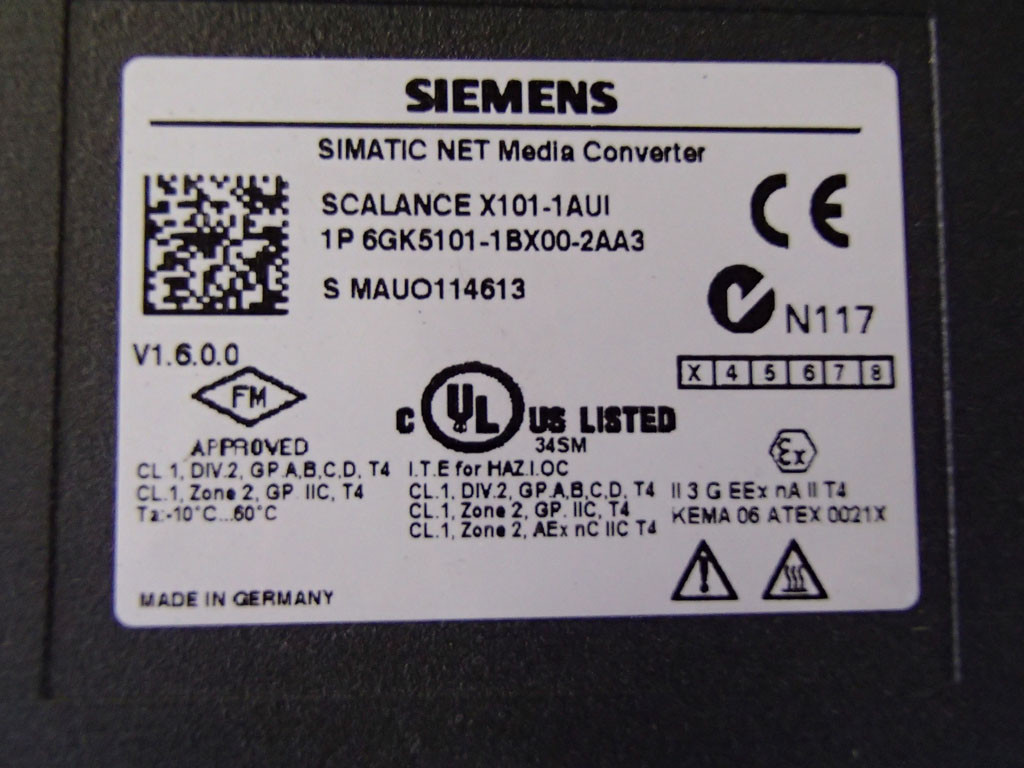 SIEMENS
SIMATIC NET Media Converter
SCALANCE X101-1AUI
1P 6GK5101-1BX00-2AA3
S MAUO114613
CE
N117
V1.6.0.0
X 4 5 6 7 8
FM
APPROVED
C UL US LISTED
34SM
CL.1, DIV.2, GP.A,B,C,D, T4
CL.1, Zone 2, GP. IIC, T4
Ta:-10°C...60°C
I.T.E for HAZ.lOC
CL.1, DIV.2, GP.A,B,C,D, T4
CL.1, Zone 2, GP. IIC, T4
CL.1, Zone 2, AEx nC IIC T4
Ex
II 3 G EEx nA II T4
KEMA 06 ATEX 0021X
MADE IN GERMANY